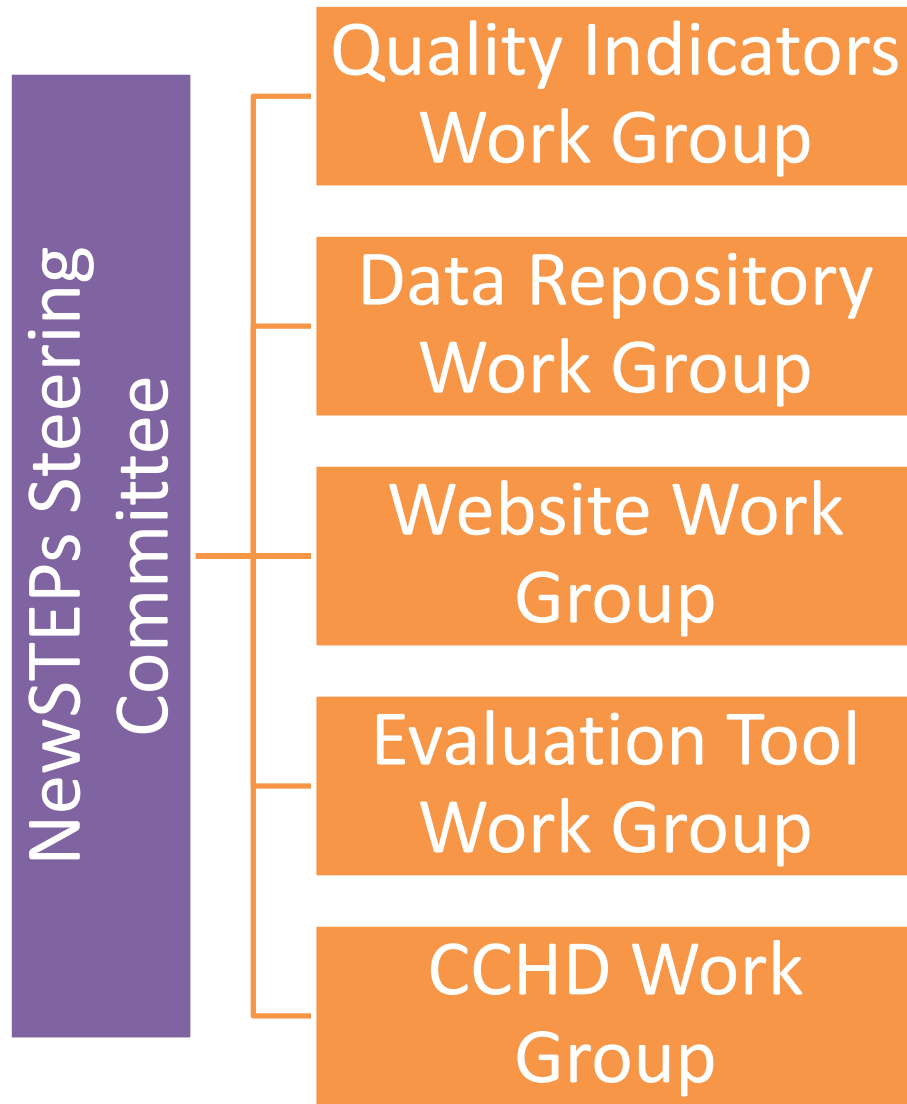 NewSTEPs Steering
Committee
Quality Indicators
Work Group
Data Repository
Work Group
Website Work
Group
Evaluation Tool
Work Group
CCHD Work
Group